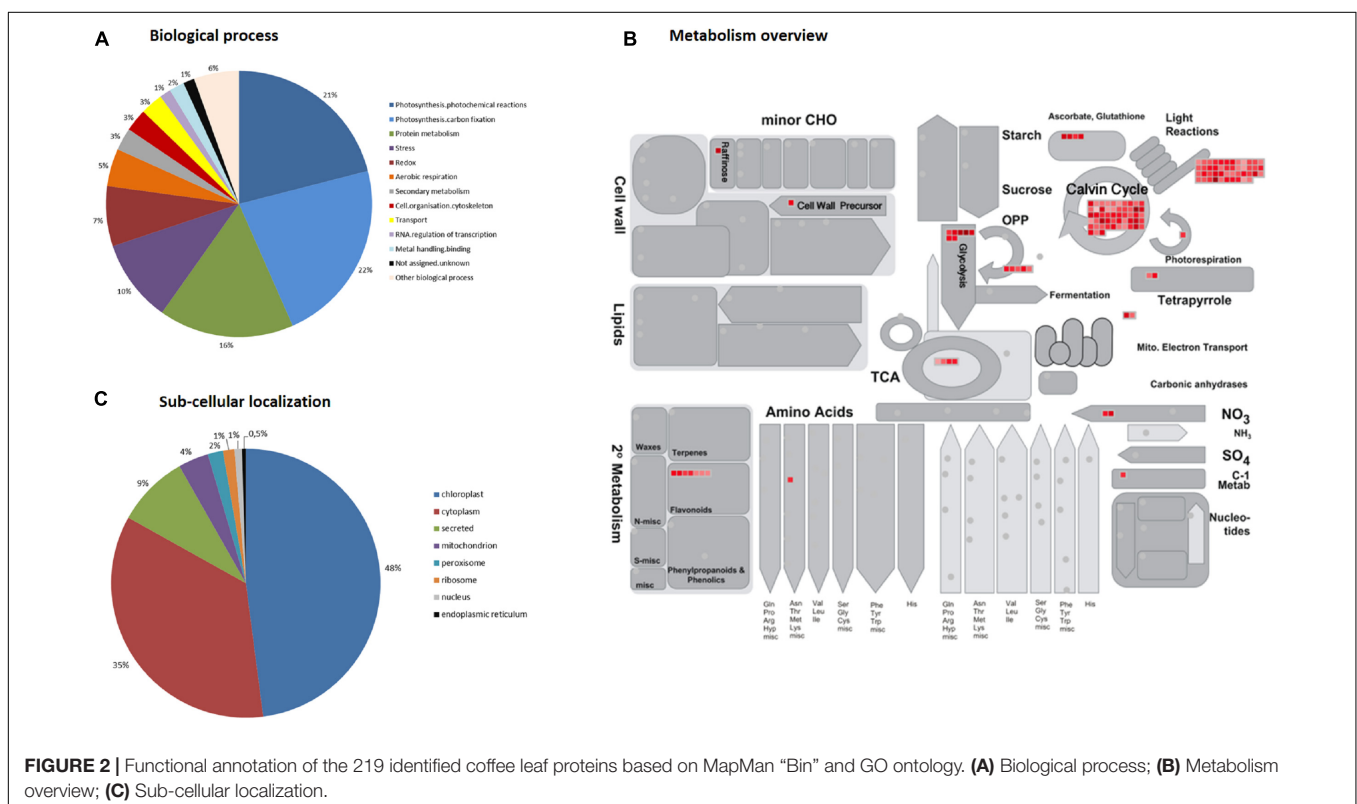 A Biological process
21%
22%
16%
10%
7%
5%
3%
3%
3%
1%
2%
1%
6%
Photosynthesis.photochemical reactions
Photosynthesis.carbon fixation
Protein metabolism
Stress
Redox
Aerobic respiration
Secondary metabolism
Cell.organisation.cytoskeleton
Transport
RNA.regulation of transcription
Metal handling.binding
Not assigned.unknown
Other biological process
B Metabolism overview
minor CHO
Raffinose
Cell wall
Cell Wall Precursor
Lipids
Starch
Sucrose
Ascorbate, Glutathione
Light
Reactions
Calvin Cycle
OPP
Glycolysis
Photorespiration
Fermentation
Tetrapyrrole
Mito. Electron Transport
TCA
Carbonic anhydrases
Amino Acids
NO3
NH3
SO4
C-1
Metab
Nucleo-
tides
2° Metabolism
Waxes
Terpenes
N-misc
Flavonoids
S-misc
misc
Phenylpropanoids &
Phenolics
Gln
Pro
Arg
Hyp
misc
Asn
Thr
Met
Lys
misc
Val
Leu
Ile
Ser
Gly
Cys
misc
Phe
Tyr
Trp
misc
His
Gln
Pro
Arg
Hyp
misc
Asn
Thr
Met
Lys
misc
Val
Leu
Ile
Ser
Gly
Cys
misc
Phe
Tyr
Trp
misc
His
C Sub-cellular localization
48%
35%
9%
4%
2%
1%
1%
0,5%
chloroplast
cytoplasm
secreted
mitochondrion
peroxisome
ribosome
nucleus
endoplasmic reticulum
FIGURE 2 | Functional annotation of the 219 identified coffee leaf proteins based on MapMan “Bin” and GO ontology. (A) Biological process; (B) Metabolism
overview; (C) Sub-cellular localization.